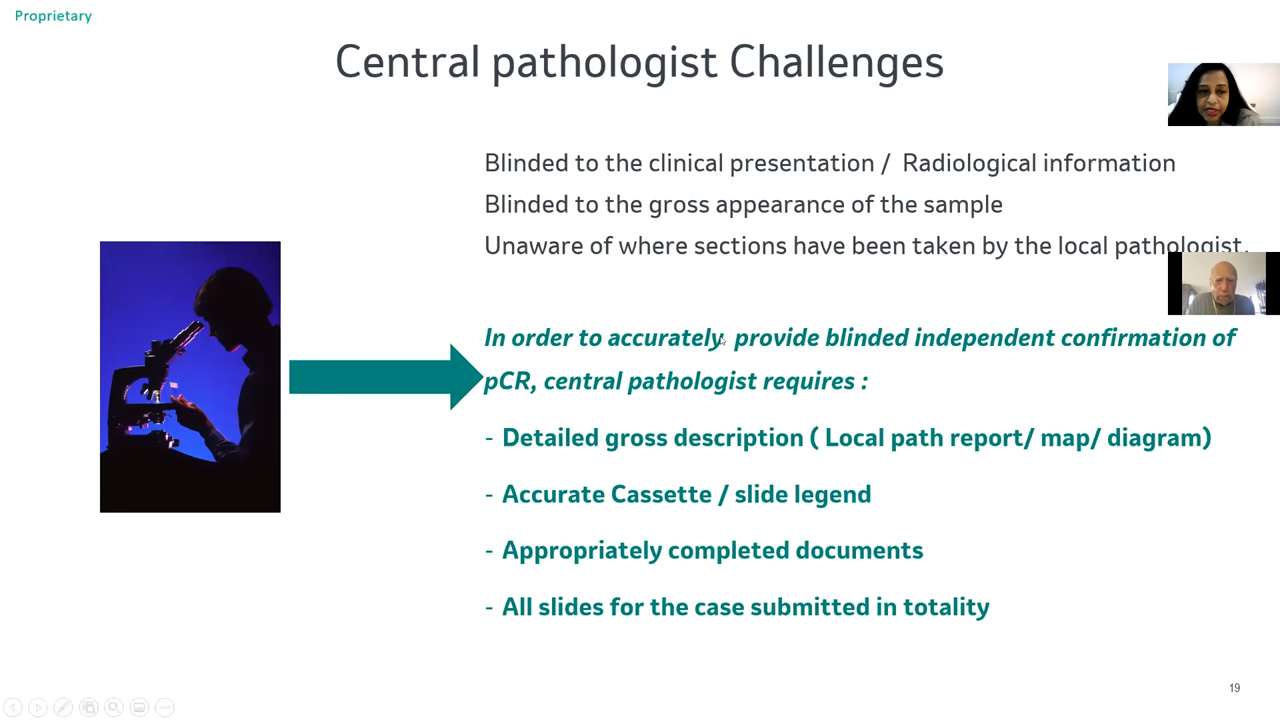 Proprietary
Central pathologist Challenges
Blinded to the clinical presentation / Radiological information
Blinded to the gross appearance of the sample
Unaware of where sections have been taken by the local pathologist.
In order to accurately provide blinded independent confirmation of
pCR, central pathologist requires :
- Detailed gross description ( Local path report/ map/ diagram)
- Accurate Cassette / slide legend
- Appropriately completed documents
- All slides for the case submitted in totality
19